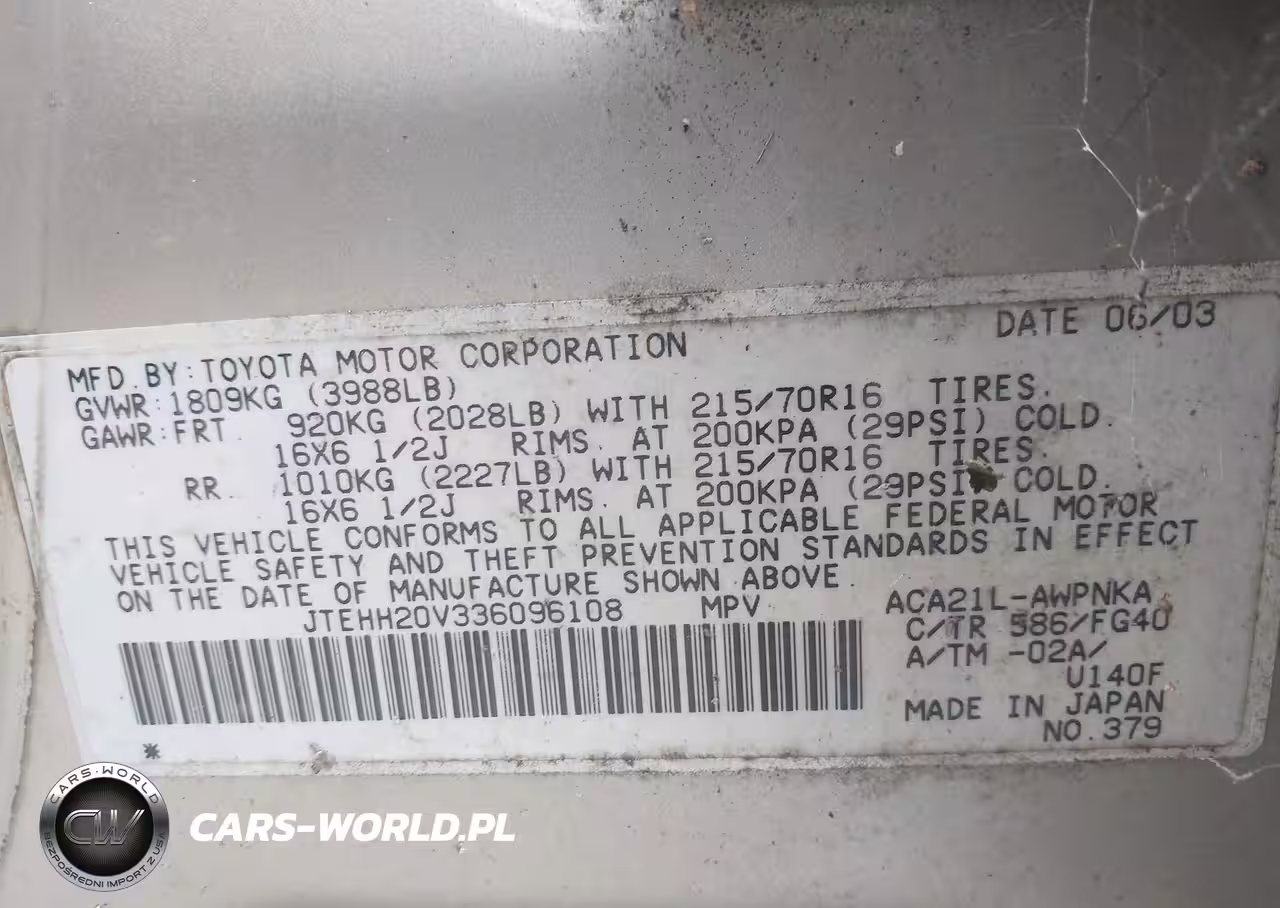 DATE 06/03
MFD. BY: TOYOTA MOTOR CORPORATION
GVWR: 1809KG (3988LB)
GAWR: FRT. 920KG (2028LB) WITH 215/70R16 TIRES.
16X6 1/2J RIMS. AT 200KPA (29PSI) COLD.
RR. 1010KG (2227LB) WITH 215/70R16 TIRES.
16X6 1/2J RIMS. AT 200KPA (29PSI) COLD.
THIS VEHICLE CONFORMS TO ALL APPLICABLE FEDERAL MOTOR
VEHICLE SAFETY AND THEFT PREVENTION STANDARDS IN EFFECT
ON THE DATE OF MANUFACTURE SHOWN ABOVE.
JTEHH20V336096108 MPV
ACA21L-AWPNKA
C/TR 586/FG40
A/TM -02A/
U140F
MADE IN JAPAN
NO.379
*
CARS-WORLD
CW
BEZPOŚREDNI IMPORT Z USA
CARS-WORLD.PL